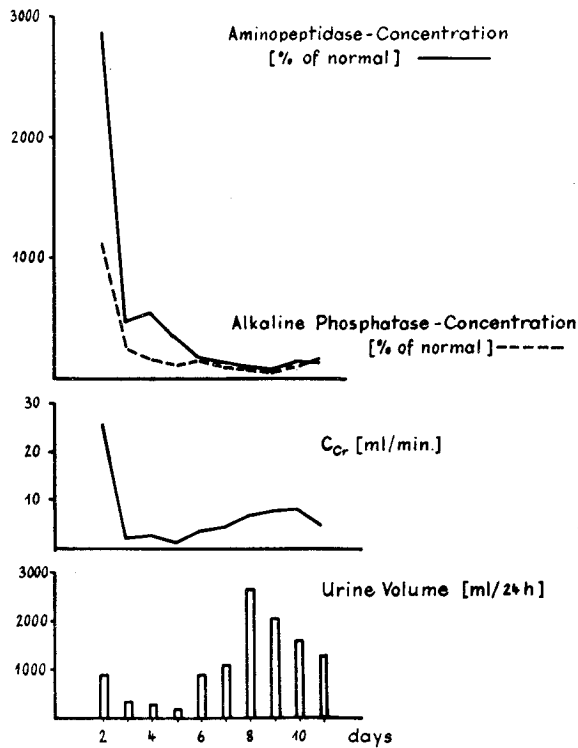 3000
Aminopeptidase-Concentration
[% of normal]
2000
1000
Alkaline Phosphatase-Concentration
[% of normal]
30
C_Cr [ml/min.]
20
10
3000
Urine Volume [ml/24h]
2000
1000
2 4 6 8 10 days